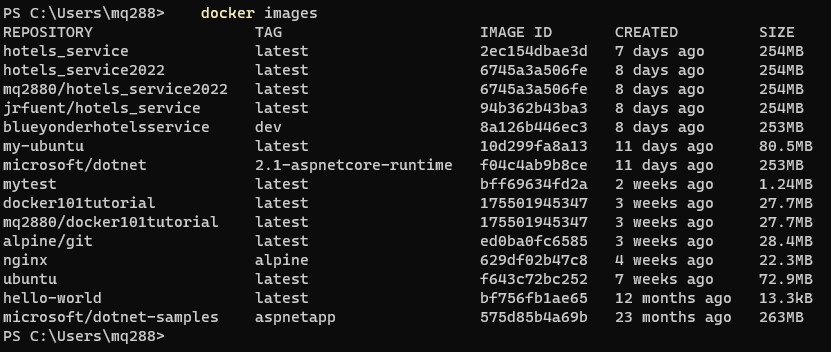 PS C:\Users\mq288>    docker images
REPOSITORY                  TAG                      IMAGE ID       CREATED         SIZE
hotels_service              latest                   2ec154dbae3d   7 days ago      254MB
hotels_service2022          latest                   6745a3a506fe   8 days ago      254MB
mq2880/hotels_service2022   latest                   6745a3a506fe   8 days ago      254MB
jrfuent/hotels_service      latest                   94b362b43ba3   8 days ago      254MB
blueyonderhotelsservice     dev                      8a126b446ec3   8 days ago      253MB
my-ubuntu                   latest                   10d299fa8a13   11 days ago     80.5MB
microsoft/dotnet            2.1-aspnetcore-runtime   f04c4ab9b8ce   11 days ago     253MB
mytest                      latest                   bff69634fd2a   2 weeks ago     1.24MB
docker101tutorial           latest                   175501945347   3 weeks ago     27.7MB
mq2880/docker101tutorial    latest                   175501945347   3 weeks ago     27.7MB
alpine/git                  latest                   ed0ba0fc6585   3 weeks ago     28.4MB
nginx                       alpine                   629df02b47c8   4 weeks ago     22.3MB
ubuntu                      latest                   f643c72bc252   7 weeks ago     72.9MB
hello-world                 latest                   bf756fb1ae65   12 months ago   13.3kB
microsoft/dotnet-samples    aspnetapp                575d85b4a69b   23 months ago   263MB
PS C:\Users\mq288>